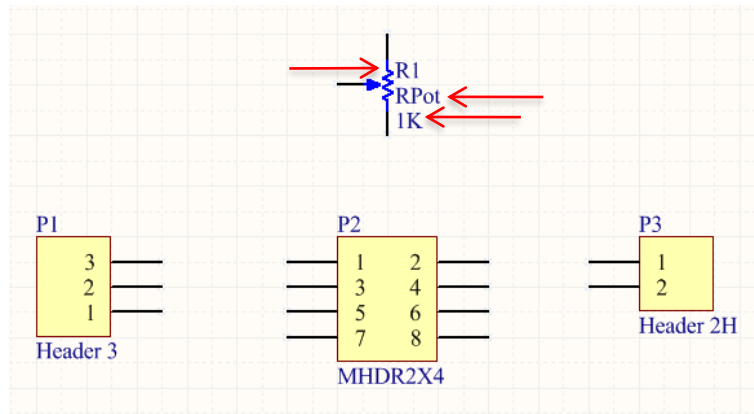 R1
RPot
1K
P1
3
2
1
Header 3
P2
1 2
3 4
5 6
7 8
MHDR2X4
P3
1
2
Header 2H